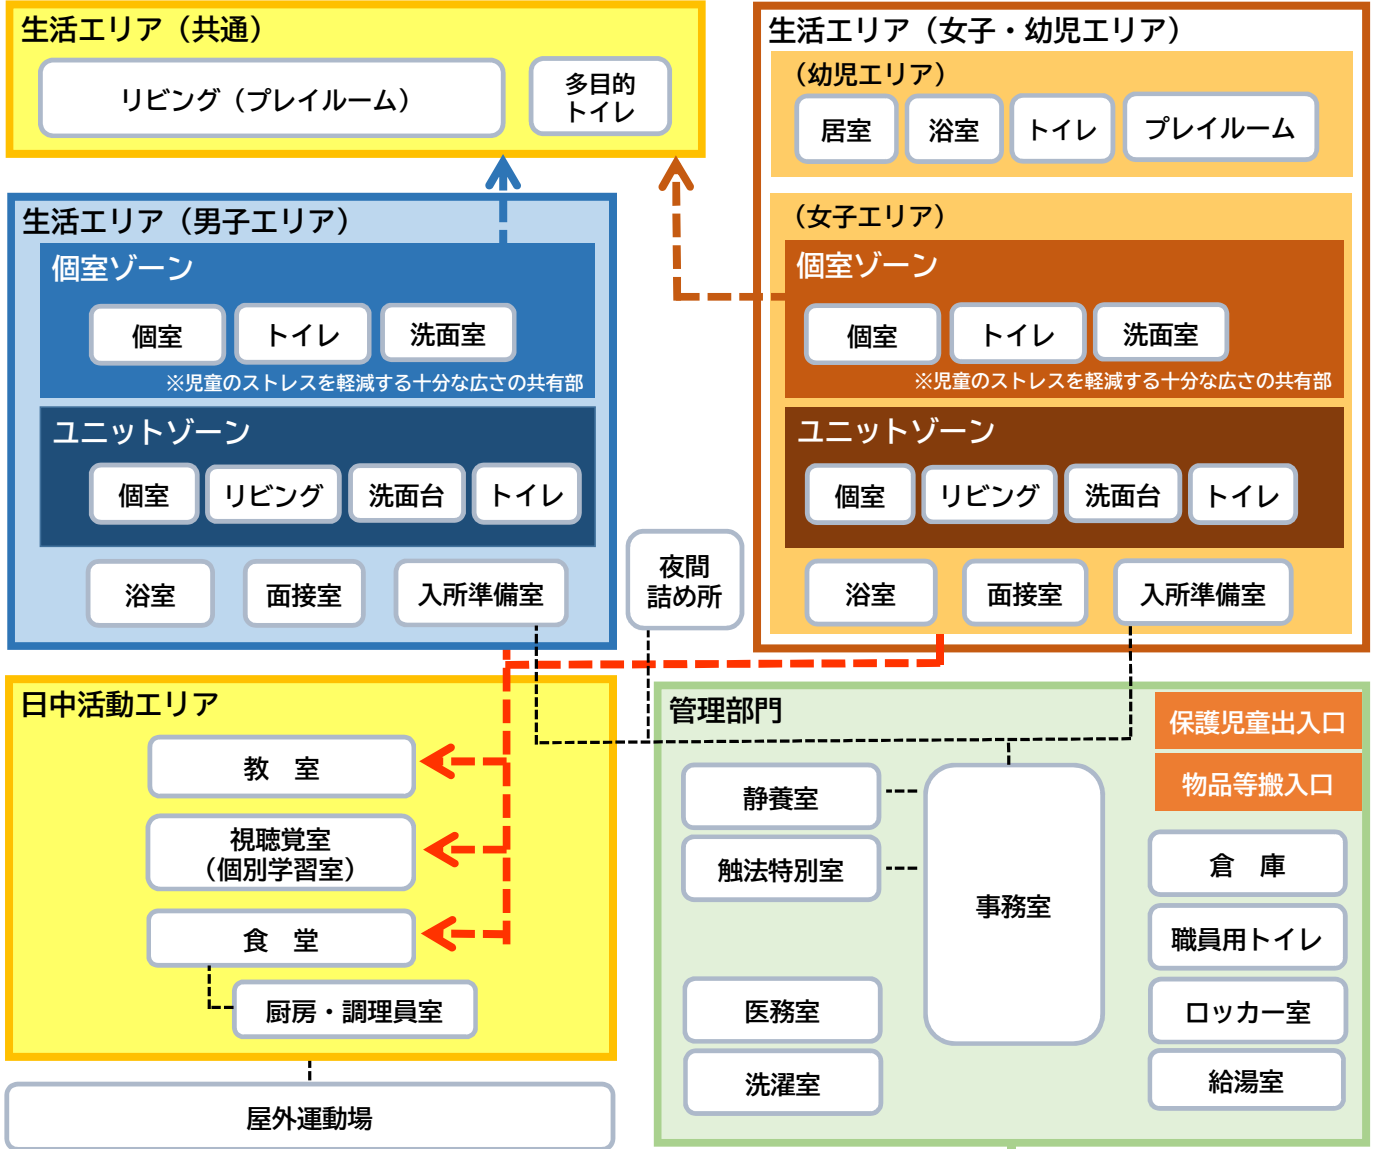 生活エリア（共通）
リビング（プレイルーム）
多目的
トイレ
生活エリア（女子・幼児エリア）
（幼児エリア）
居室
浴室
トイレ
プレイルーム
生活エリア（男子エリア）
個室ゾーン
個室
トイレ
洗面室
※児童のストレスを軽減する十分な広さの共有部
ユニットゾーン
個室
リビング
洗面台
トイレ
浴室
面接室
入所準備室
（女子エリア）
個室ゾーン
個室
トイレ
洗面室
※児童のストレスを軽減する十分な広さの共有部
ユニットゾーン
個室
リビング
洗面台
トイレ
浴室
面接室
入所準備室
夜間
詰め所
日中活動エリア
教　室
視聴覚室
（個別学習室）
食　堂
厨房・調理員室
屋外運動場
管理部門
保護児童出入口
物品等搬入口
静養室
触法特別室
事務室
医務室
洗濯室
倉　庫
職員用トイレ
ロッカー室
給湯室